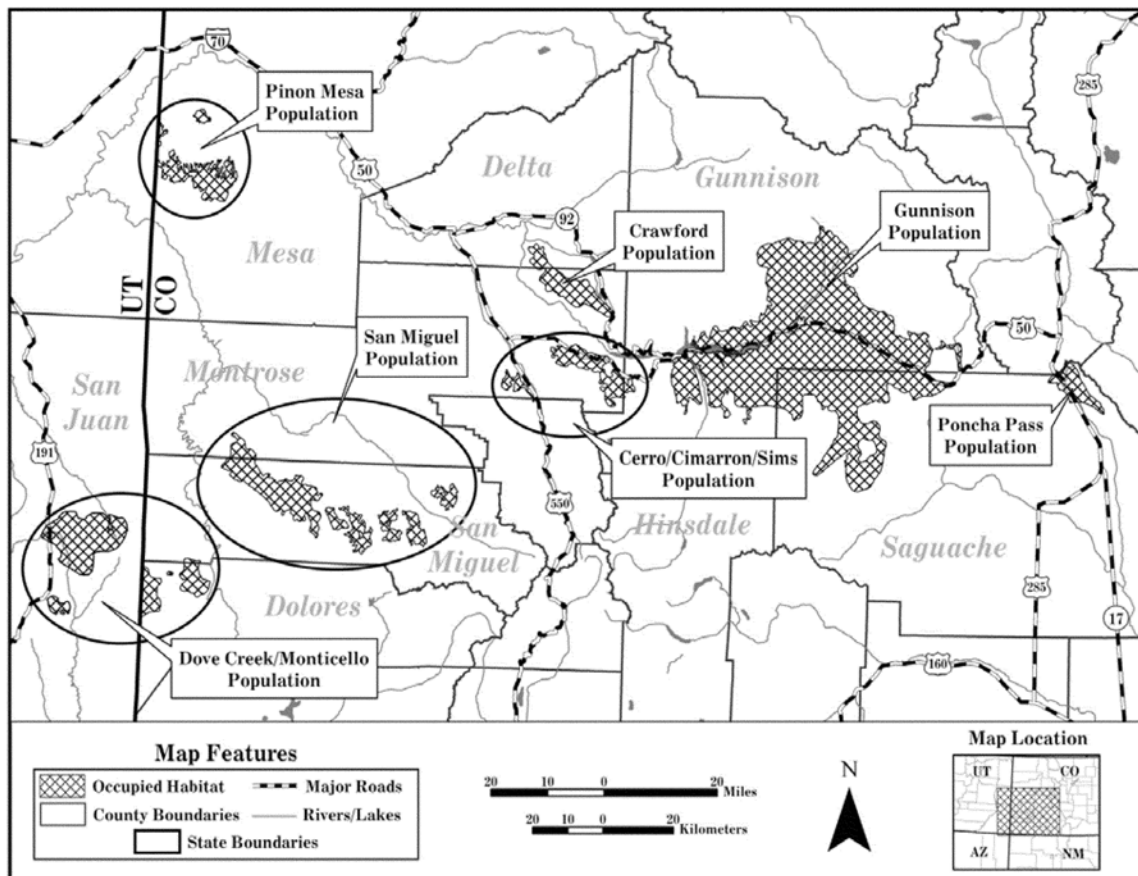 70
Pinon Mesa
Population
285
50
Delta
Gunnison
92
Crawford
Population
Gunnison
Population
Mesa
UT
CO
San Miguel
Population
50
Montrose
San
Juan
Poncha Pass
Population
191
Cerro/Cimarron/Sims
Population
550
San
Miguel
Hinsdale
Saguache
285
17
Dolores
Dove Creek/Monticello
Population
160
Map Features
Occupied Habitat
Major Roads
County Boundaries
Rivers/Lakes
State Boundaries
20 10 0 20
Miles
20 10 0 20
Kilometers
N
Map Location
UT CO
AZ NM